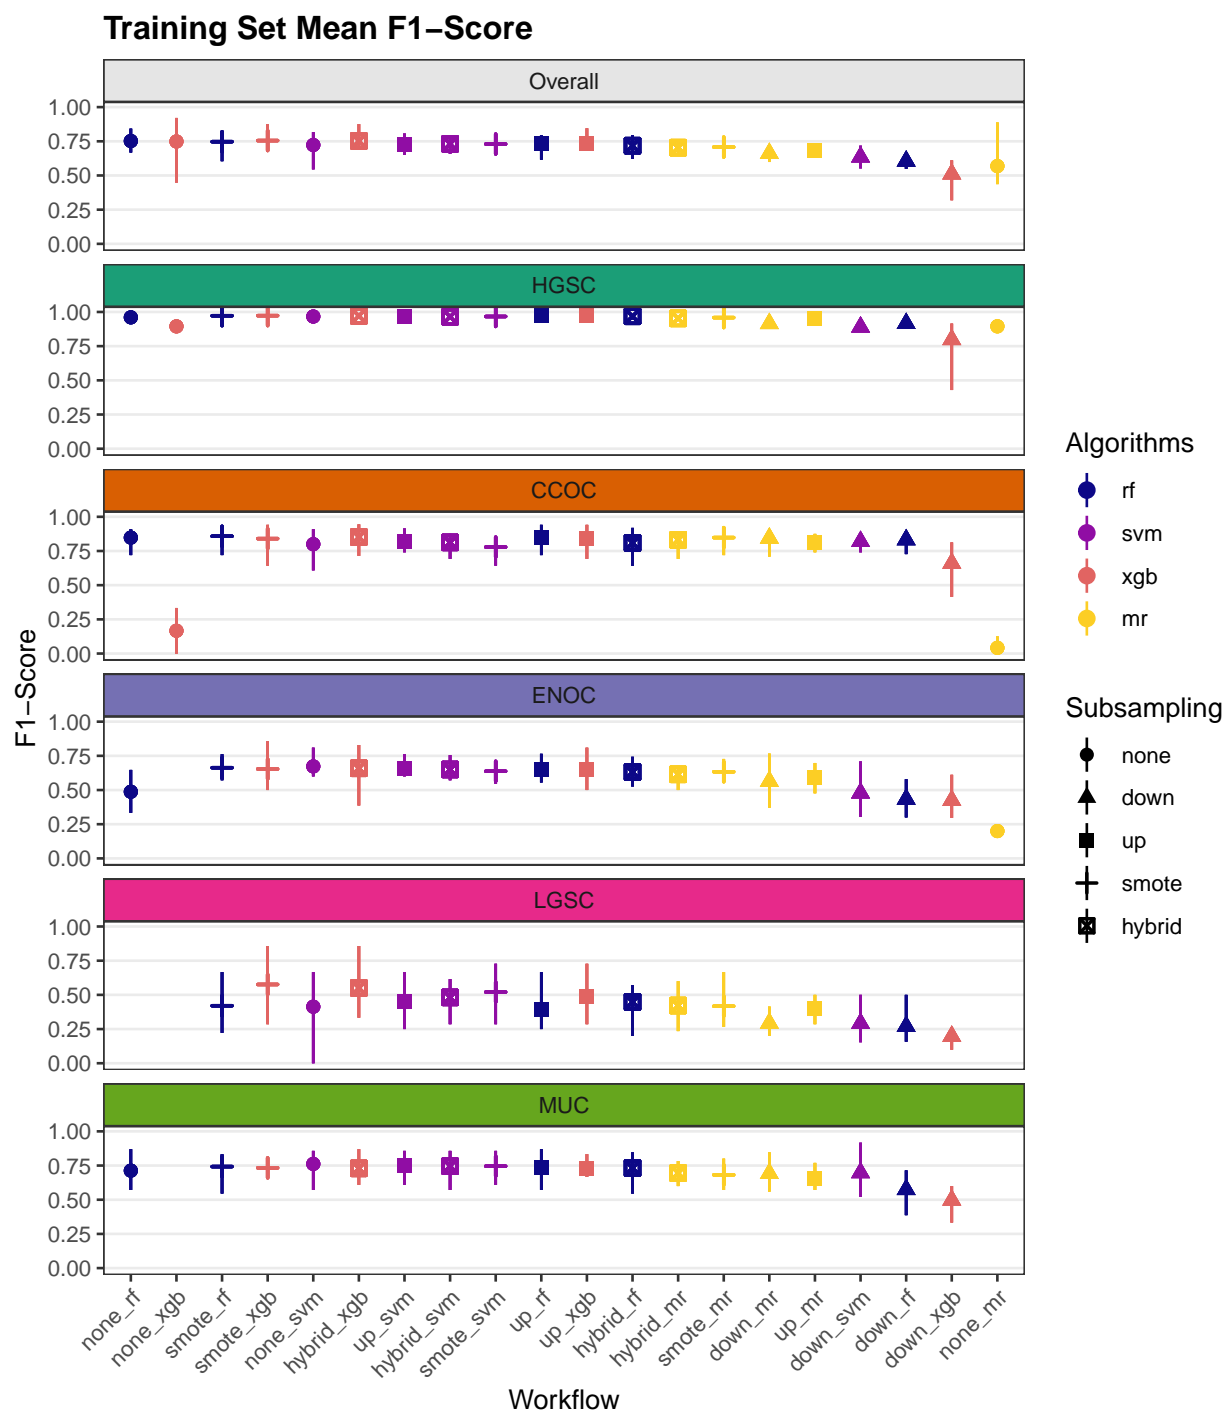 Training Set Mean F1−Score
Overall
1.00
0.75
0.50
0.25
0.00
HGSC
1.00
0.75
0.50
0.25
0.00
CCOC
1.00
0.75
0.50
0.25
0.00
ENOC
1.00
0.75
0.50
0.25
0.00
LGSC
1.00
0.75
0.50
0.25
0.00
MUC
1.00
0.75
0.50
0.25
0.00
F1−Score
none_rf
none_xgb
smote_rf
smote_xgb
none_svm
hybrid_xgb
up_svm
hybrid_svm
smote_svm
up_rf
up_xgb
hybrid_rf
hybrid_mr
smote_mr
down_mr
up_mr
down_svm
down_rf
down_xgb
none_mr
Workflow
Algorithms
rf
svm
xgb
mr
Subsampling
none
down
up
smote
hybrid